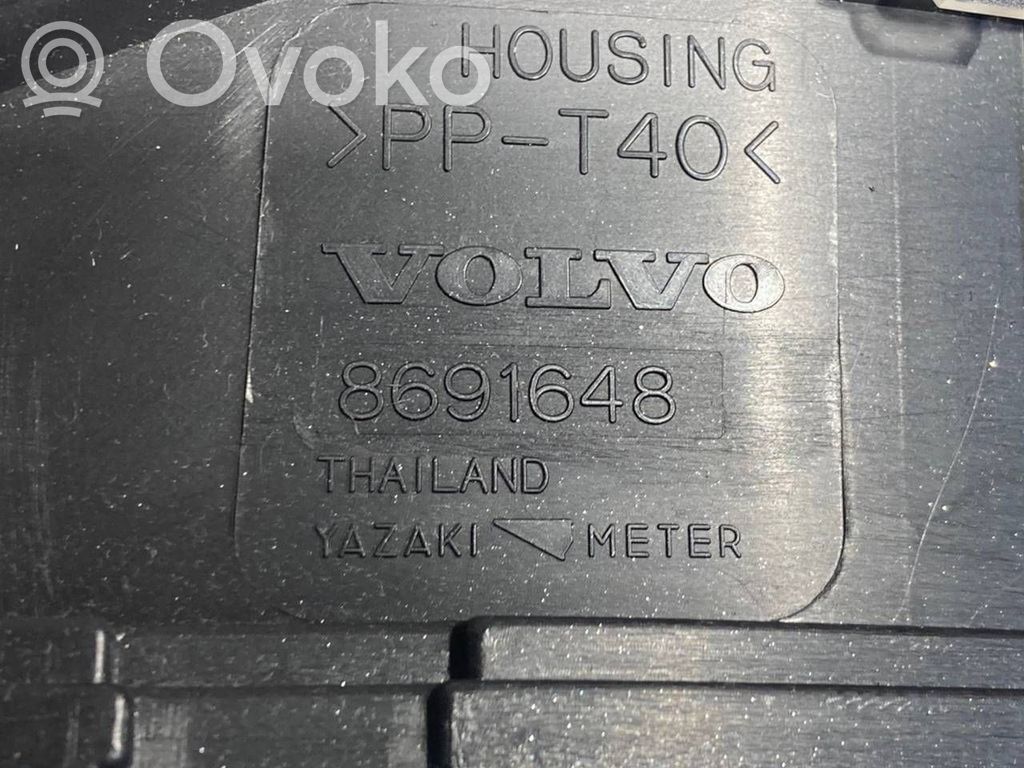 Ovoko
HOUSING
>PP-T40<
VOLVO
8691648
THAILAND
YAZAKI METER